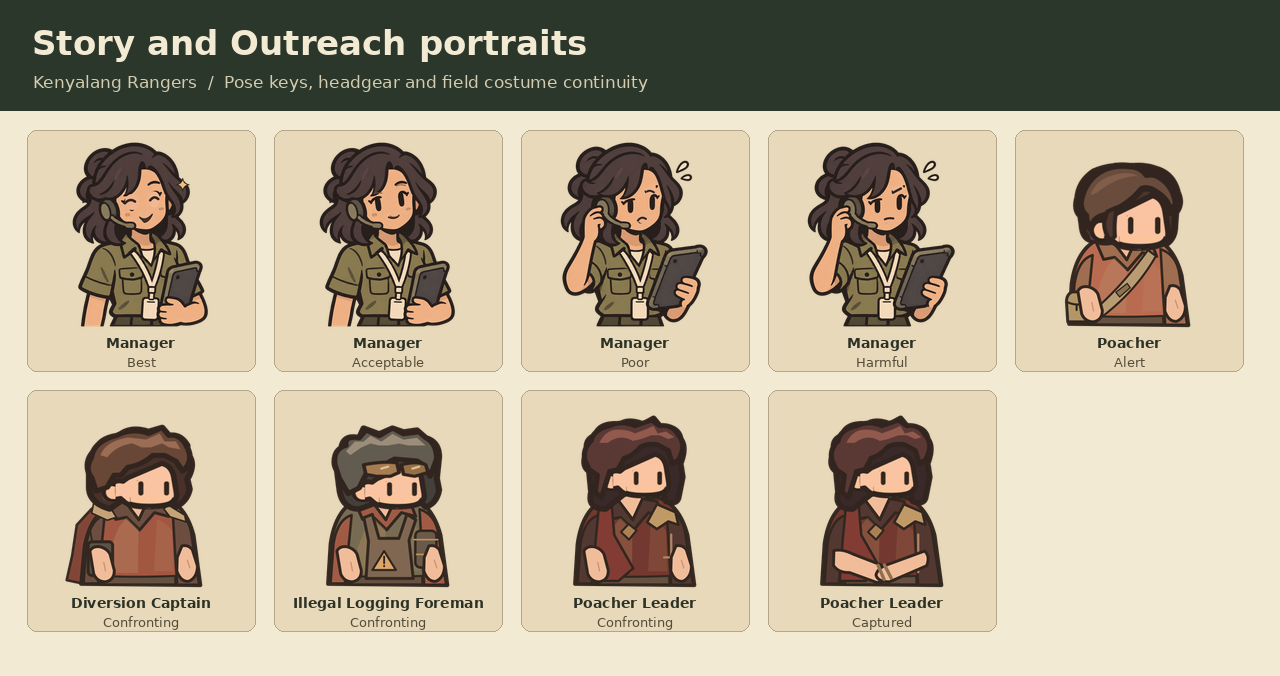 Story and Outreach portraits
Kenyalang Rangers / Pose keys, headgear and field costume continuity
Manager
Best
Manager
Acceptable
Manager
Poor
Manager
Harmful
Poacher
Alert
Diversion Captain
Confronting
!
Illegal Logging Foreman
Confronting
Poacher Leader
Confronting
Poacher Leader
Captured